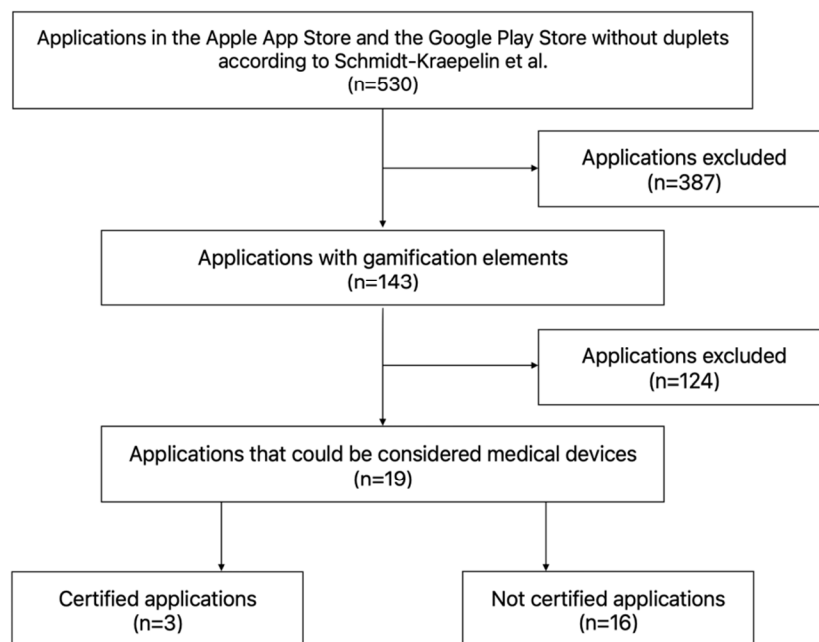 Applications in the Apple App Store and the Google Play Store without duplets
according to Schmidt-Kraepelin et al.
(n=530)
Applications excluded
(n=387)
Applications with gamification elements
(n=143)
Applications excluded
(n=124)
Applications that could be considered medical devices
(n=19)
Certified applications
(n=3)
Not certified applications
(n=16)